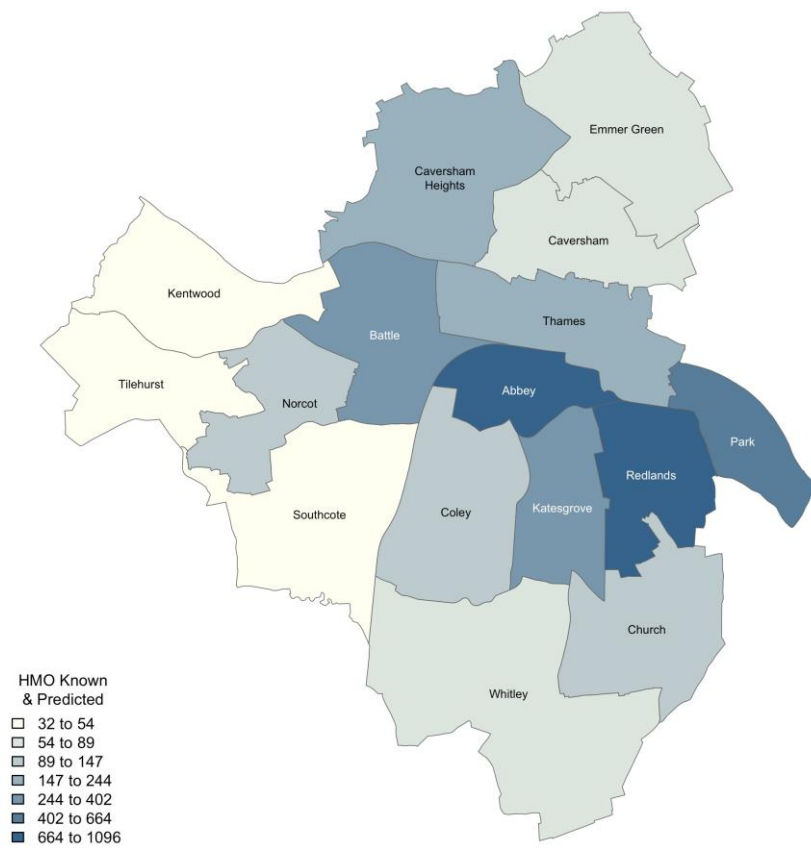 Emmer Green
Caversham
Heights
Caversham
Kentwood
Thames
Battle
Tilehurst
Abbey
Norcot
Park
Redlands
Southcote
Coley
Katesgrove
Church
Whitley
HMO Known
& Predicted
32 to 54
54 to 89
89 to 147
147 to 244
244 to 402
402 to 664
664 to 1096